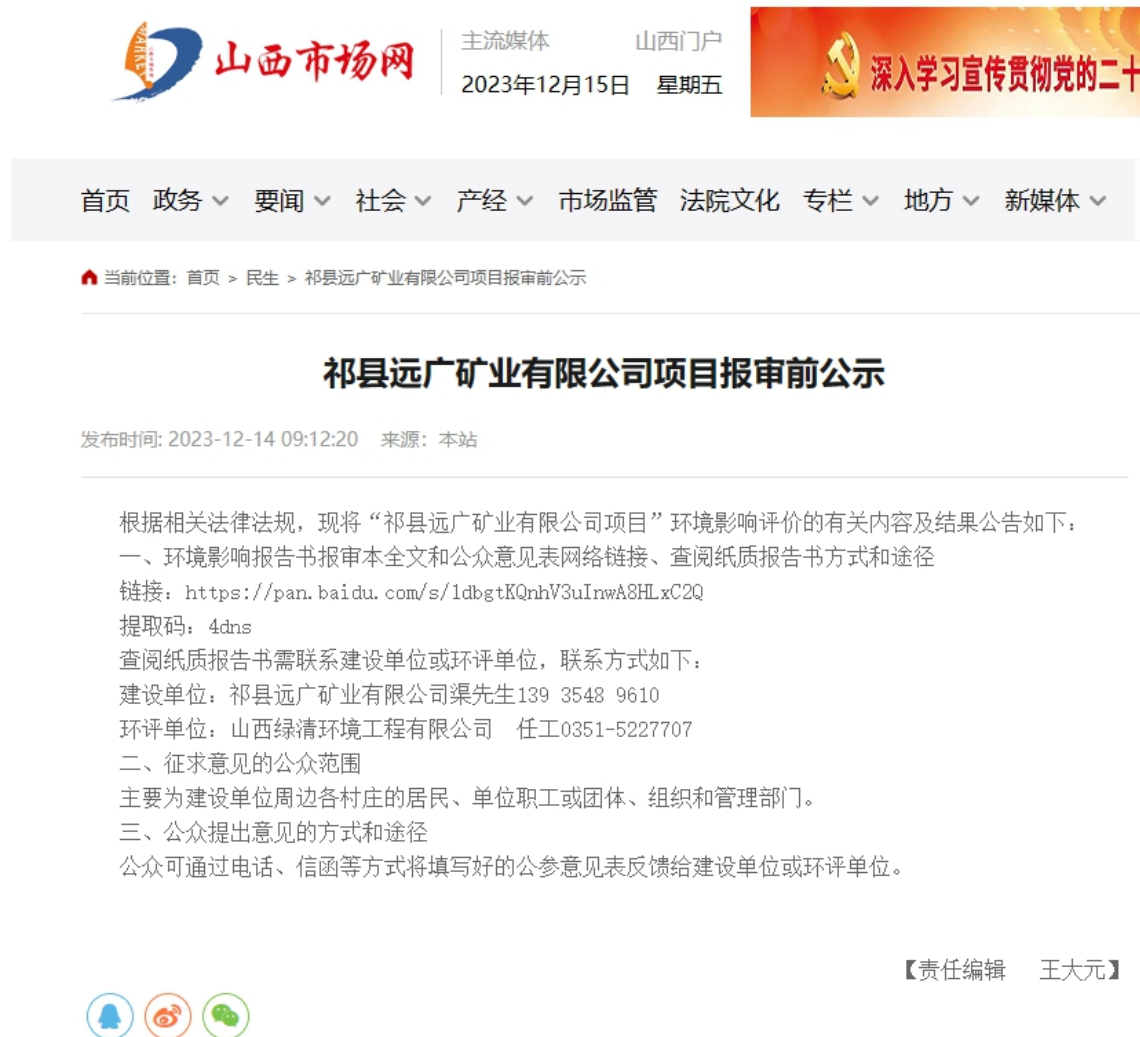 山西市场网
主流媒体 山西门户
2023年12月15日 星期五
深入学习宣传贯彻党的二十
首页 政务 要闻 社会 产经 市场监管 法院文化 专栏 地方 新媒体
当前位置：首页 > 民生 > 祁县远广矿业有限公司项目报审前公示
祁县远广矿业有限公司项目报审前公示
发布时间: 2023-12-14 09:12:20 来源：本站
根据相关法律法规，现将“祁县远广矿业有限公司项目”环境影响评价的有关内容及结果公告如下：
一、环境影响报告书报审本全文和公众意见表网络链接、查阅纸质报告书方式和途径
链接：https://pan.baidu.com/s/1dbgtKQnhV3uInwA8HLxC2Q
提取码：4dns
查阅纸质报告书需联系建设单位或环评单位，联系方式如下：
建设单位：祁县远广矿业有限公司渠先生139 3548 9610
环评单位：山西绿清环境工程有限公司 任工0351-5227707
二、征求意见的公众范围
主要为建设单位周边各村庄的居民、单位职工或团体、组织和管理部门。
三、公众提出意见的方式和途径
公众可通过电话、信函等方式将填写好的公参意见表反馈给建设单位或环评单位。
【责任编辑 王大元】